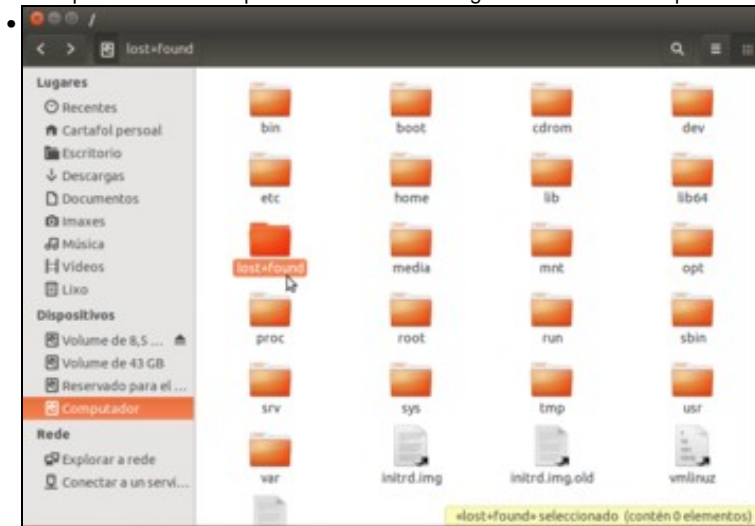 /
lost+found
Lugares
Recentes
Cartafol persoal
Escritorio
Descargas
Documentos
Imaxes
Música
Vídeos
Lixo
Dispositivos
Volume de 8,5 ...
Volume de 43 GB
Reservado para el ...
Computador
Rede
Explorar a rede
Conectar a un servi...
bin boot cdrom dev
etc home lib lib64
lost+found media mnt opt
proc root run sbin
srv sys tmp usr
var initrd.img initrd.img.old vmlinuz
«lost+found» seleccionado (contén 0 elementos)